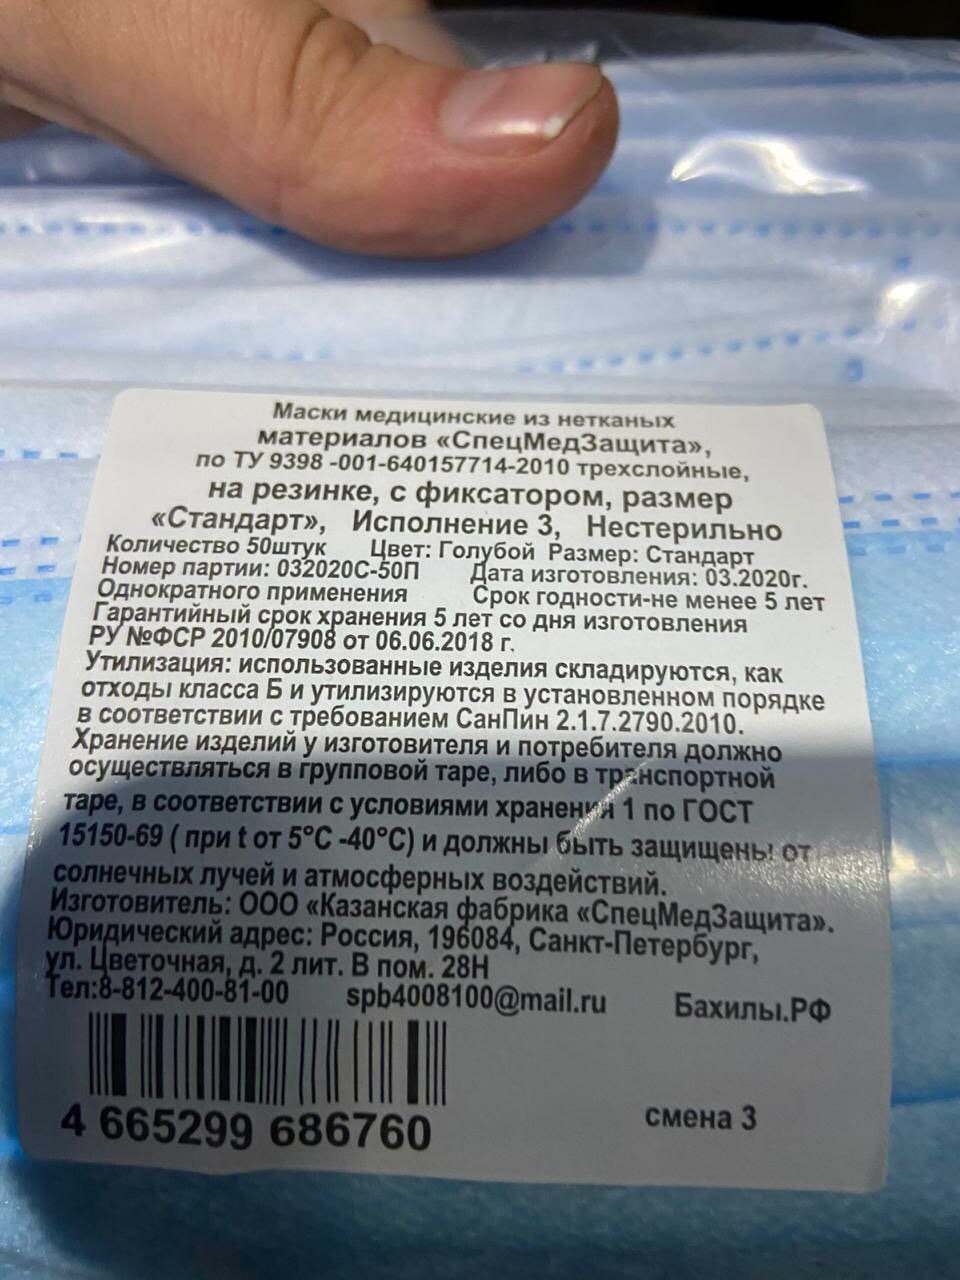 Маски медицинские из нетканых
материалов «СпецМедЗащита»,
по ТУ 9398 -001-640157714-2010 трехслойные,
на резинке, с фиксатором, размер
«Стандарт», Исполнение 3, Нестерильно
Количество 50штук Цвет: Голубой Размер: Стандарт
Номер партии: 032020С-50П Дата изготовления: 03.2020г.
Однократного применения Срок годности-не менее 5 лет
Гарантийный срок хранения 5 лет со дня изготовления
РУ №ФСР 2010/07908 от 06.06.2018 г.
Утилизация: использованные изделия складируются, как
отходы класса Б и утилизируются в установленном порядке
в соответствии с требованием СанПин 2.1.7.2790.2010.
Хранение изделий у изготовителя и потребителя должно
осуществляться в групповой таре, либо в транспортной
таре, в соответствии с условиями хранения 1 по ГОСТ
15150-69 ( при t от 5°С -40°С) и должны быть защищены от
солнечных лучей и атмосферных воздействий.
Изготовитель: ООО «Казанская фабрика «СпецМедЗащита».
Юридический адрес: Россия, 196084, Санкт-Петербург,
ул. Цветочная, д. 2 лит. В пом. 28Н
Тел:8-812-400-81-00 spb4008100@mail.ru Бахилы.РФ
4 665299 686760
смена 3